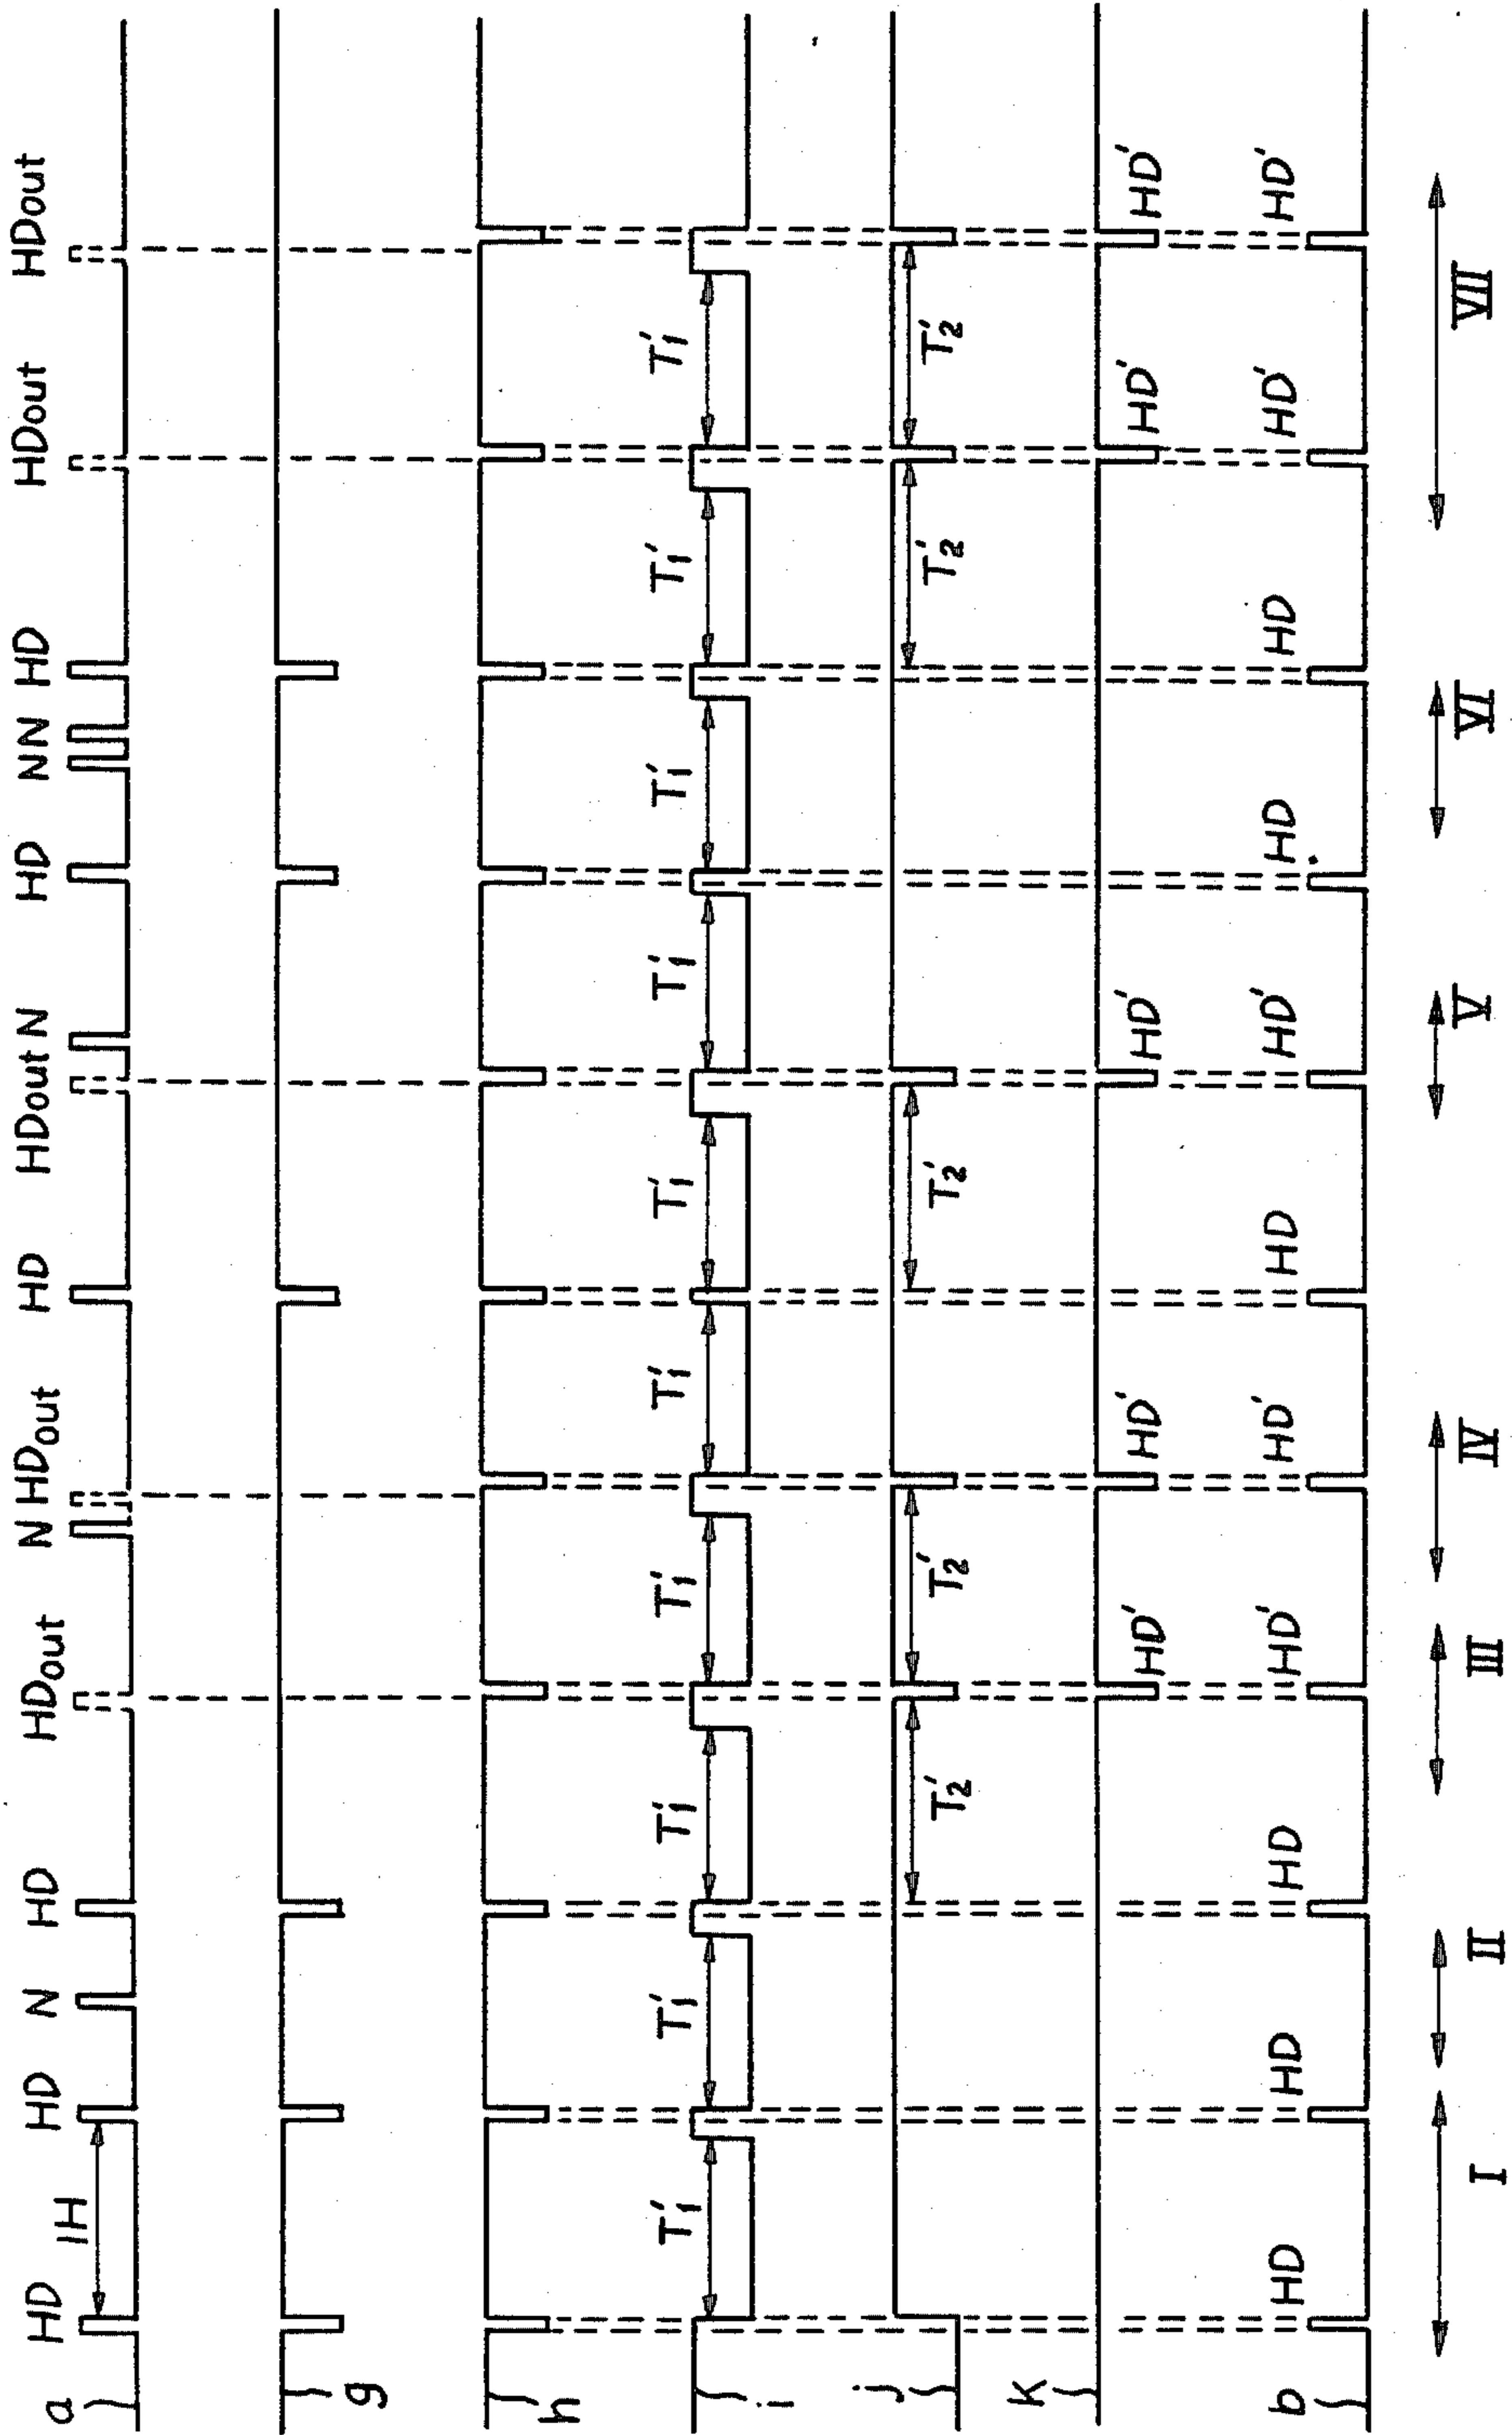 a HD 1H HD N HD HDout N HDout HD HDout N HD N N HD HDout HDout
g
h
i T₁' T₁' T₁' T₁' T₁' T₁' T₁' T₁' T₁' T₁'
j T₂' T₂' T₂' T₂' T₂'
K HD' HD' HD' HD' HD'
b HD HD HD HD' HD' HD HD' HD HD HD' HD'
I II III IV V VI VII